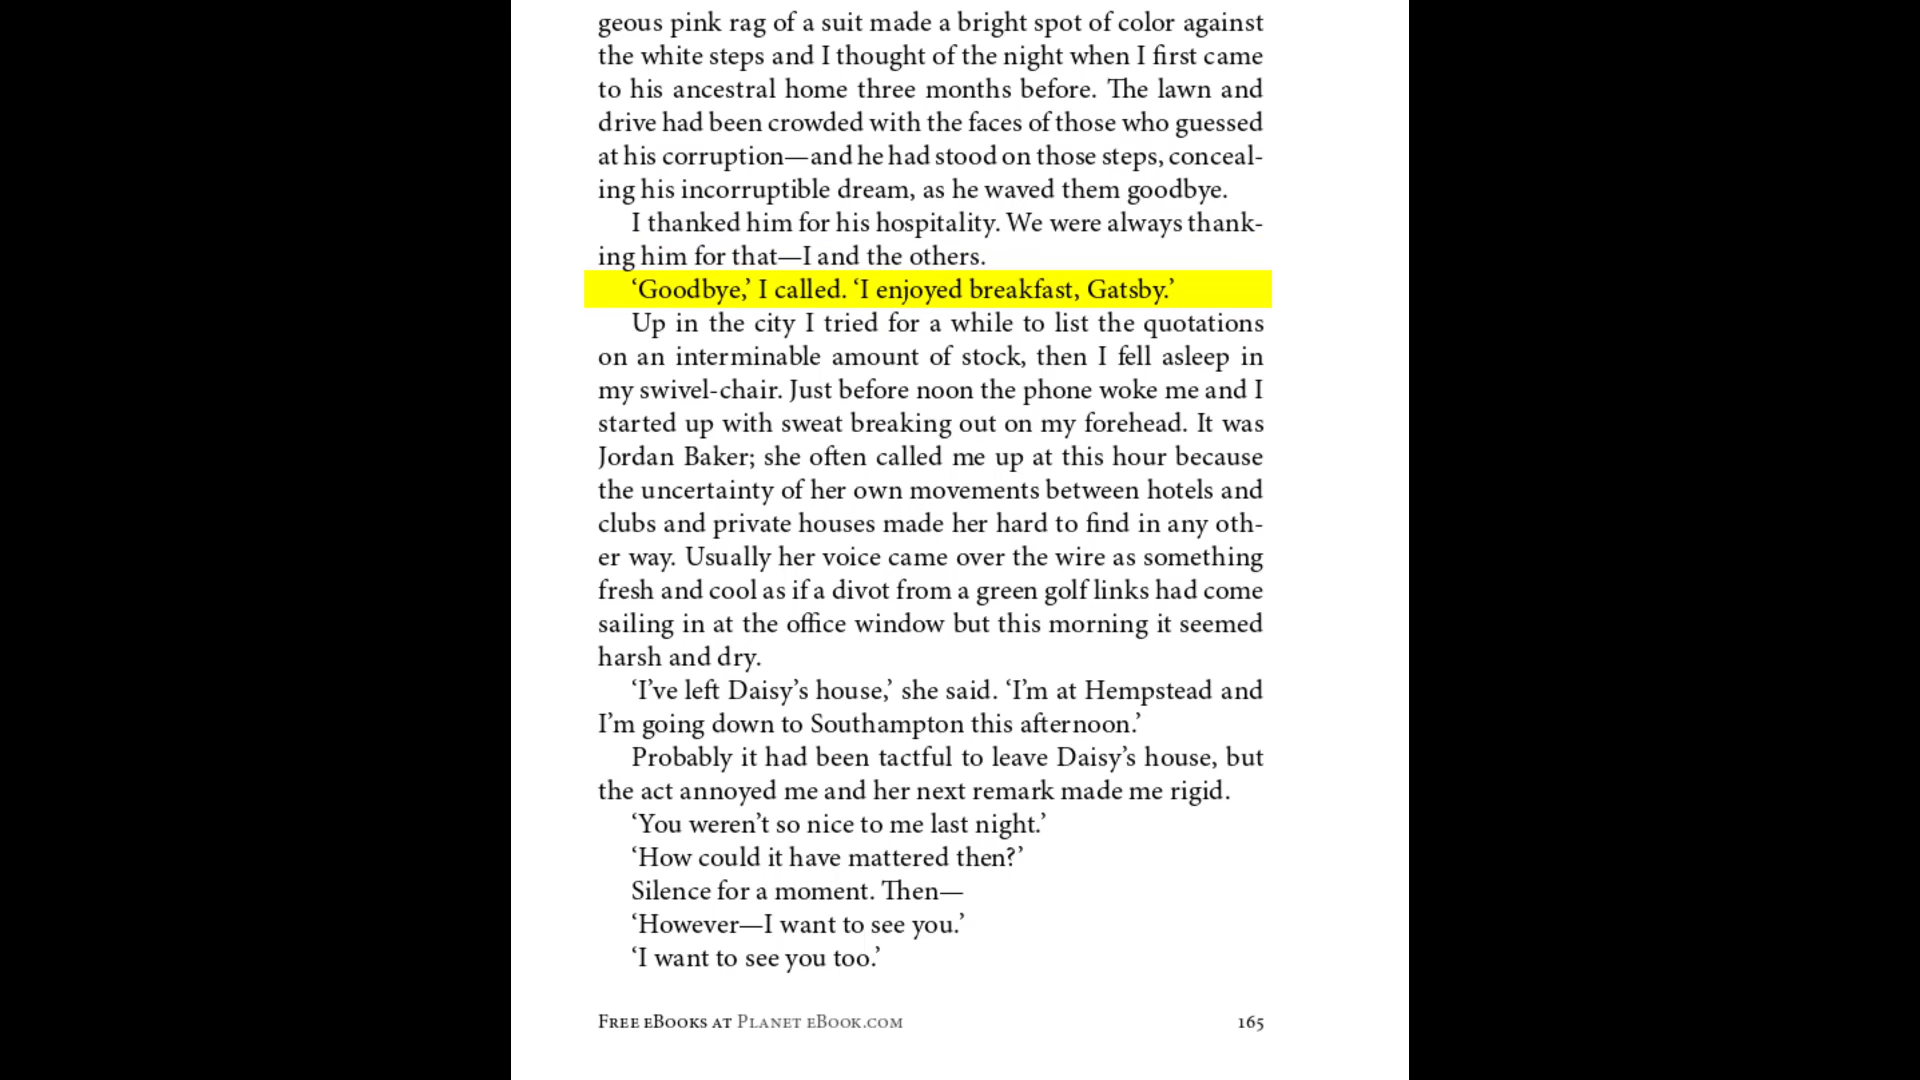 geous pink rag of a suit made a bright spot of color against
the white steps and I thought of the night when I first came
to his ancestral home three months before. The lawn and
drive had been crowded with the faces of those who guessed
at his corruption—and he had stood on those steps, conceal-
ing his incorruptible dream, as he waved them goodbye.
I thanked him for his hospitality. We were always thank-
ing him for that—I and the others.
‘Goodbye,’ I called. ‘I enjoyed breakfast, Gatsby.’
Up in the city I tried for a while to list the quotations
on an interminable amount of stock, then I fell asleep in
my swivel-chair. Just before noon the phone woke me and I
started up with sweat breaking out on my forehead. It was
Jordan Baker; she often called me up at this hour because
the uncertainty of her own movements between hotels and
clubs and private houses made her hard to find in any oth-
er way. Usually her voice came over the wire as something
fresh and cool as if a divot from a green golf links had come
sailing in at the office window but this morning it seemed
harsh and dry.
‘I’ve left Daisy’s house,’ she said. ‘I’m at Hempstead and
I’m going down to Southampton this afternoon.’
Probably it had been tactful to leave Daisy’s house, but
the act annoyed me and her next remark made me rigid.
‘You weren’t so nice to me last night.’
‘How could it have mattered then?’
Silence for a moment. Then—
‘However—I want to see you.’
‘I want to see you too.’
Free eBooks at Planet eBook.com 165